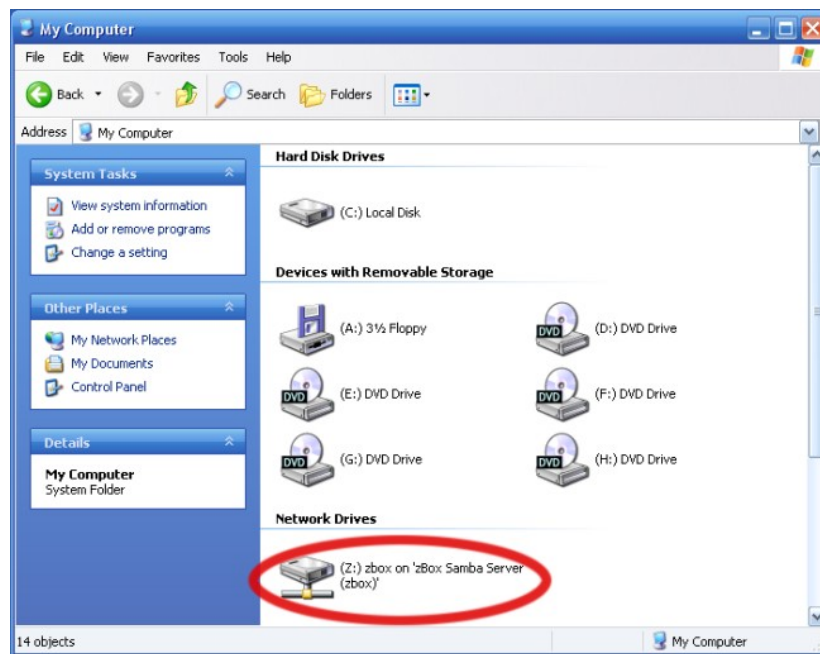 My Computer
File Edit View Favorites Tools Help
Back Search Folders
Address My Computer
System Tasks
View system information
Add or remove programs
Change a setting
Other Places
My Network Places
My Documents
Control Panel
Details
My Computer
System Folder
Hard Disk Drives
(C:) Local Disk
Devices with Removable Storage
(A:) 3½ Floppy
(D:) DVD Drive
(E:) DVD Drive
(F:) DVD Drive
(G:) DVD Drive
(H:) DVD Drive
Network Drives
(Z:) zbox on 'zBox Samba Server
(zbox)'
14 objects
My Computer